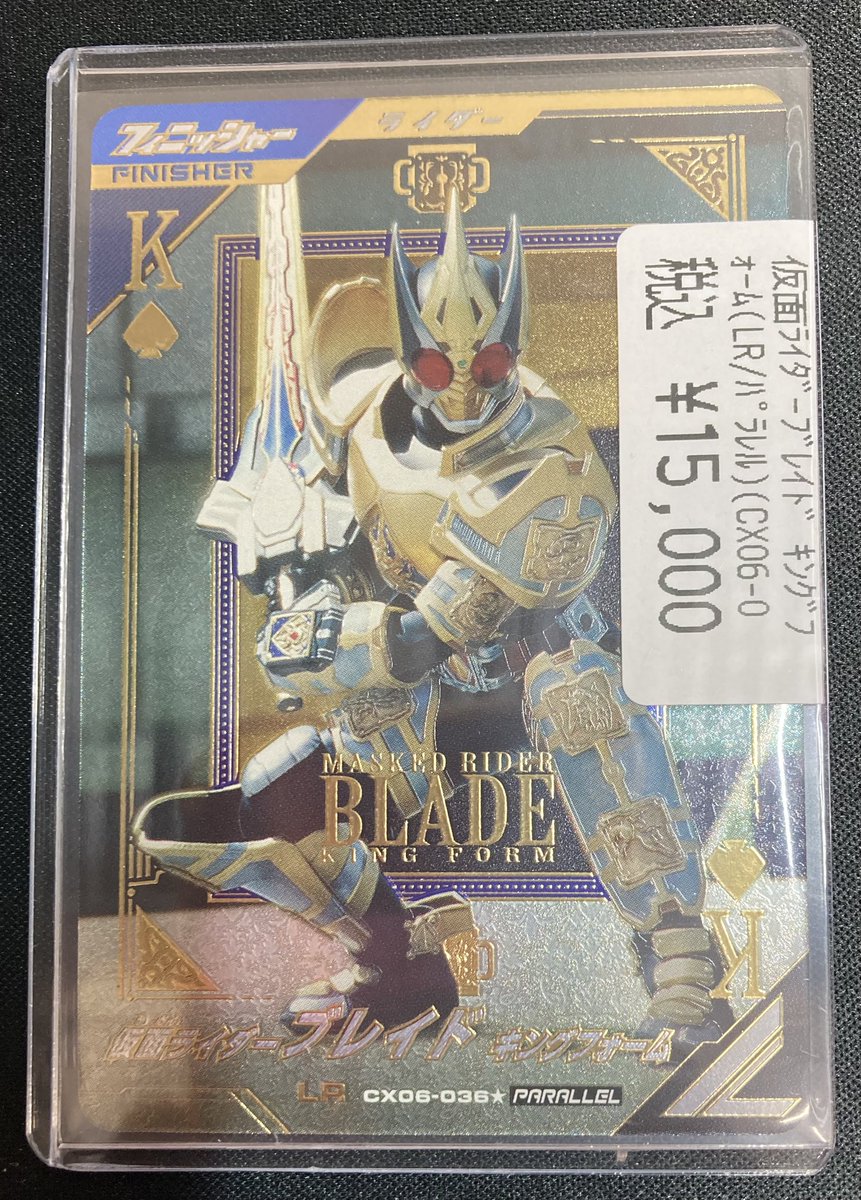 フィニッシャー
FINISHER
ライダー
K
仮面ライダーブレイド キングフ
ォーム(LR/パラレル)(CX06-0
税込 ¥15,000
MASKED RIDER
BLADE
KING FORM
K
仮面ライダーブレイド キングフォーム
LR CX06-036★ PARALLEL